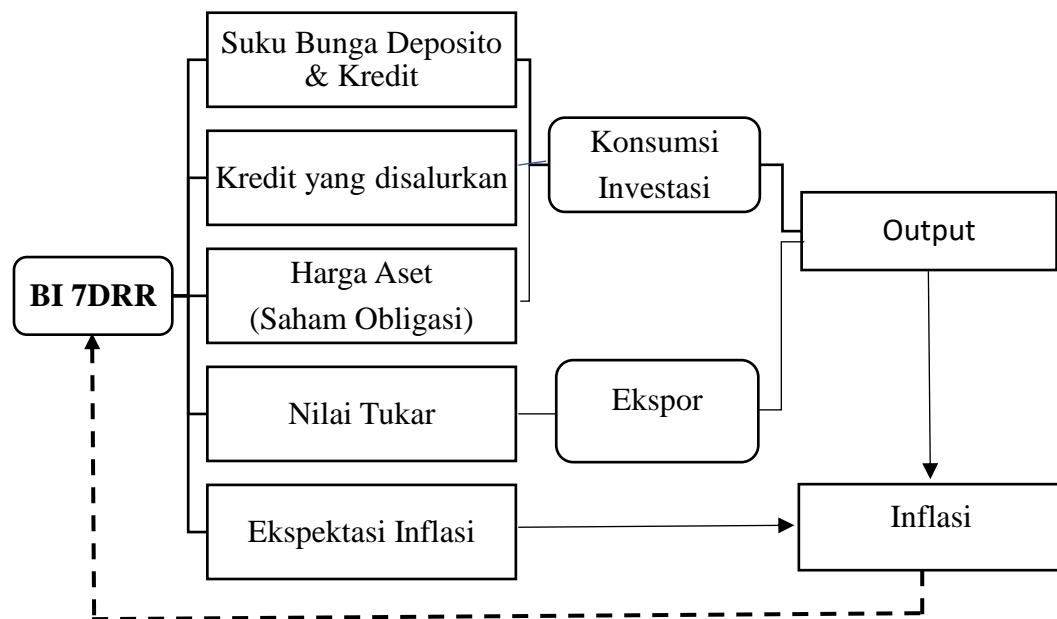 Suku Bunga Deposito
& Kredit
Kredit yang disalurkan
Harga Aset
(Saham Obligasi)
Nilai Tukar
Ekspektasi Inflasi
BI 7DRR
Konsumsi
Investasi
Ekspor
Output
Inflasi